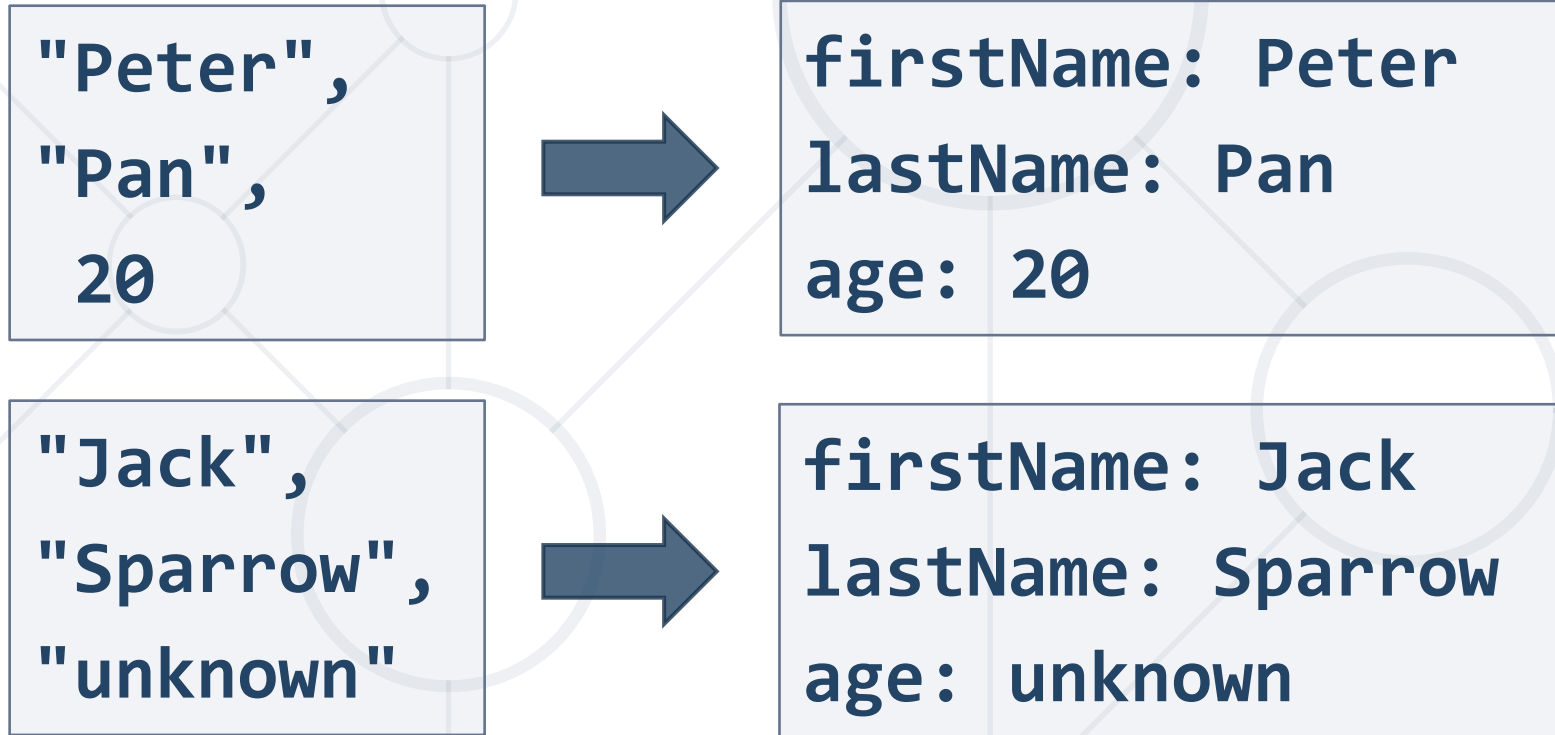 "Peter",
"Pan",
20
firstName: Peter
lastName: Pan
age: 20
"Jack",
"Sparrow",
"unknown"
firstName: Jack
lastName: Sparrow
age: unknown